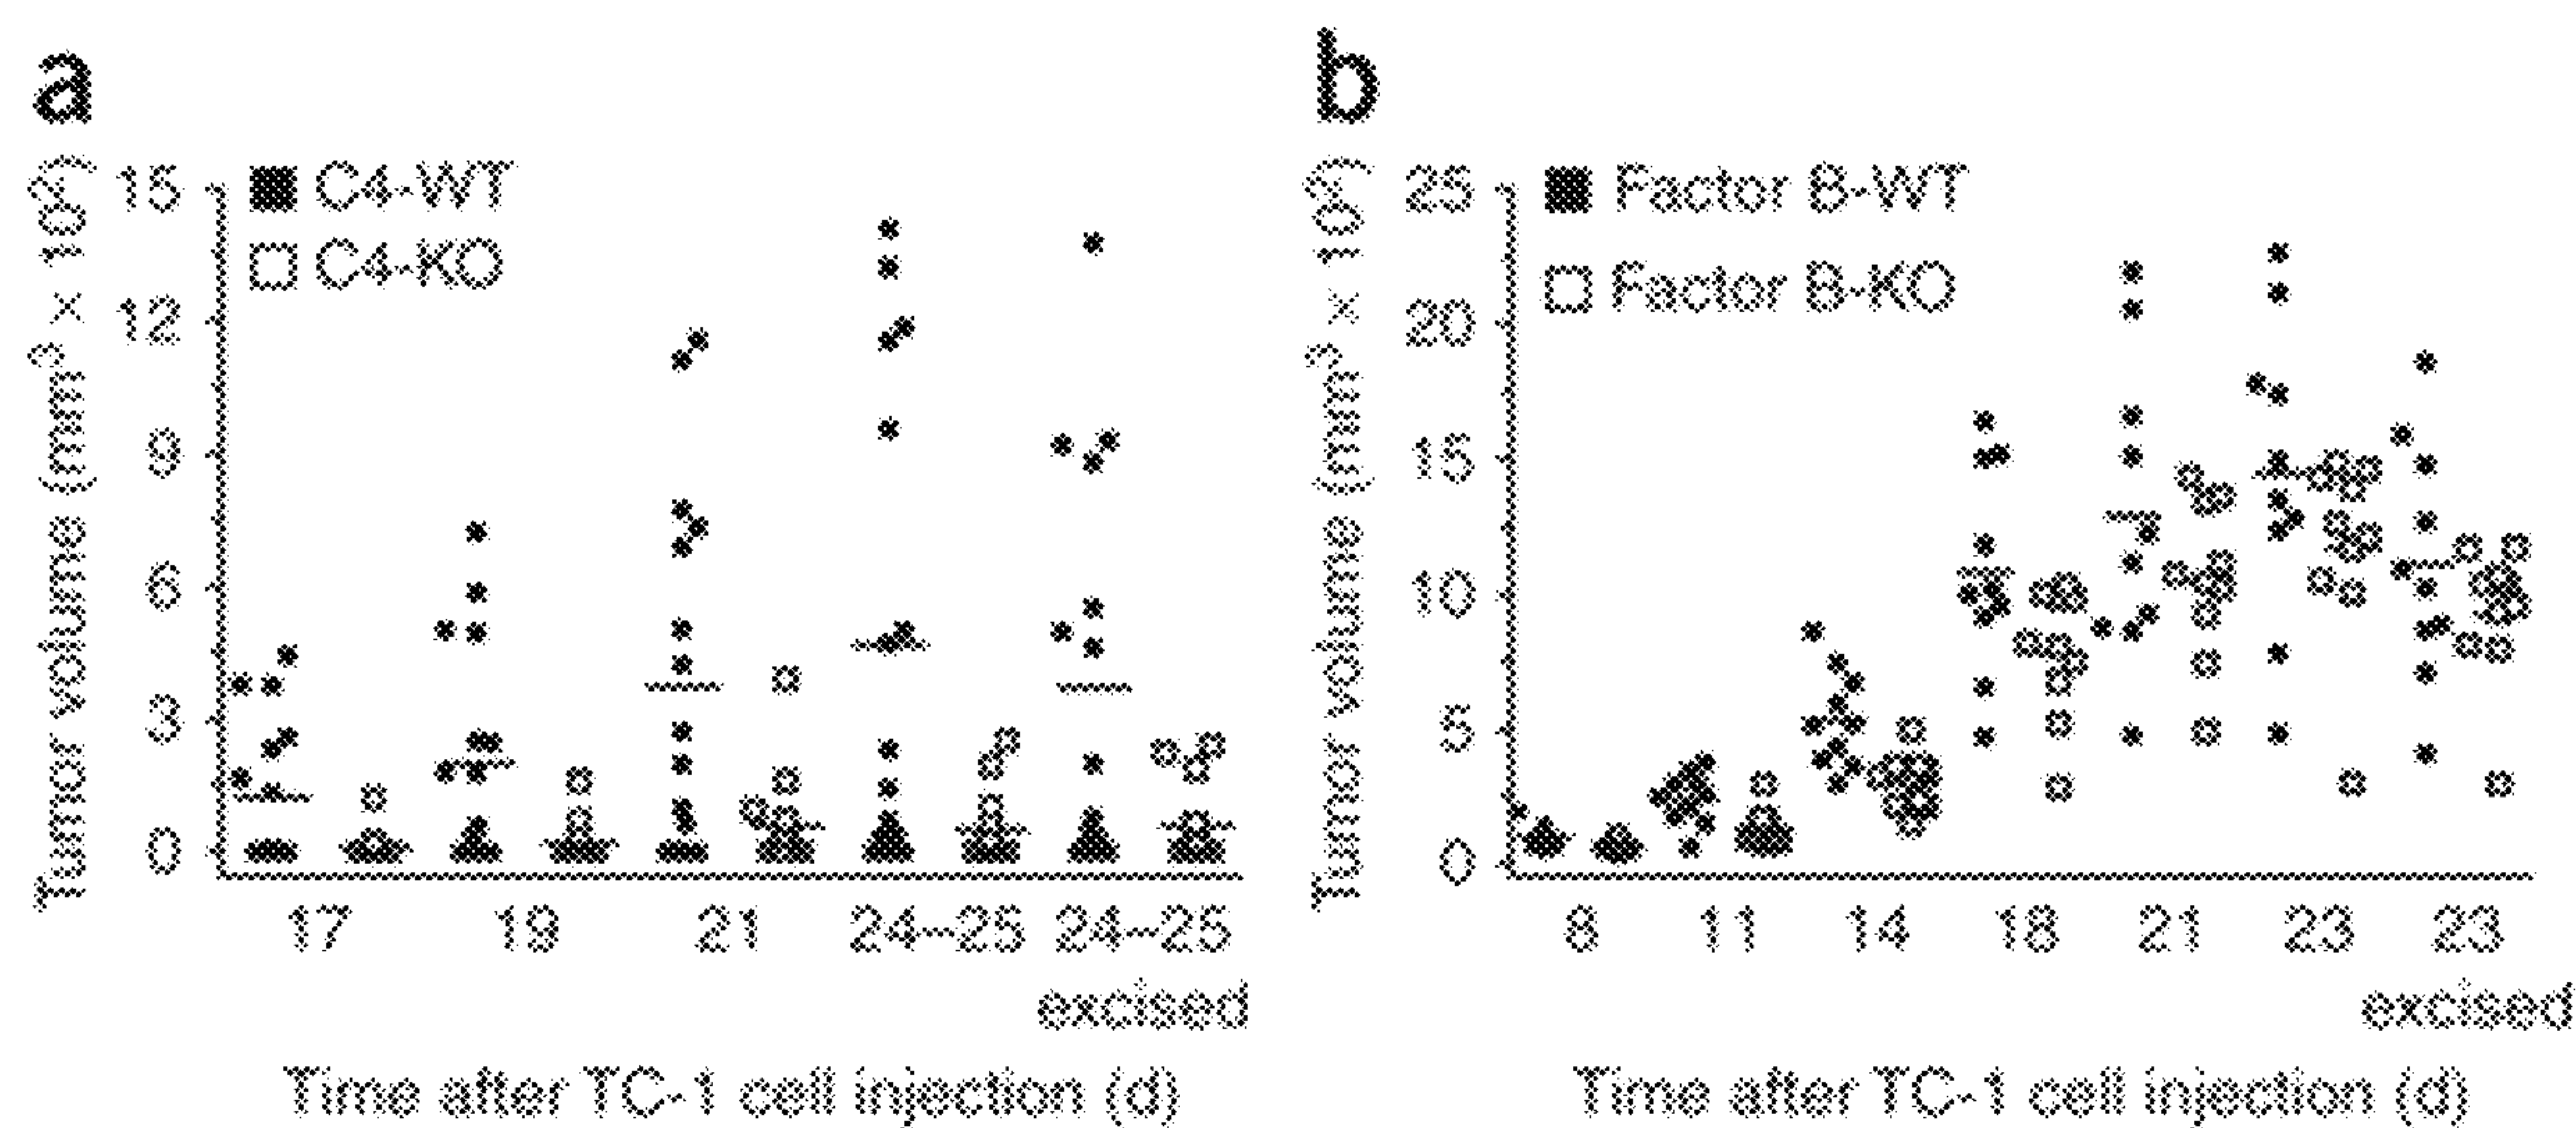 a
Tumor volume (mm³ × 10²)
15
12
9
6
3
0
C4-WT
C4-KO
17 19 21 24–25 24–25
excised
Time after TC-1 cell injection (d)
b
Tumor volume (mm³ × 10²)
25
20
15
10
5
0
Factor B-WT
Factor B-KO
8 11 14 18 21 23 23
excised
Time after TC-1 cell injection (d)